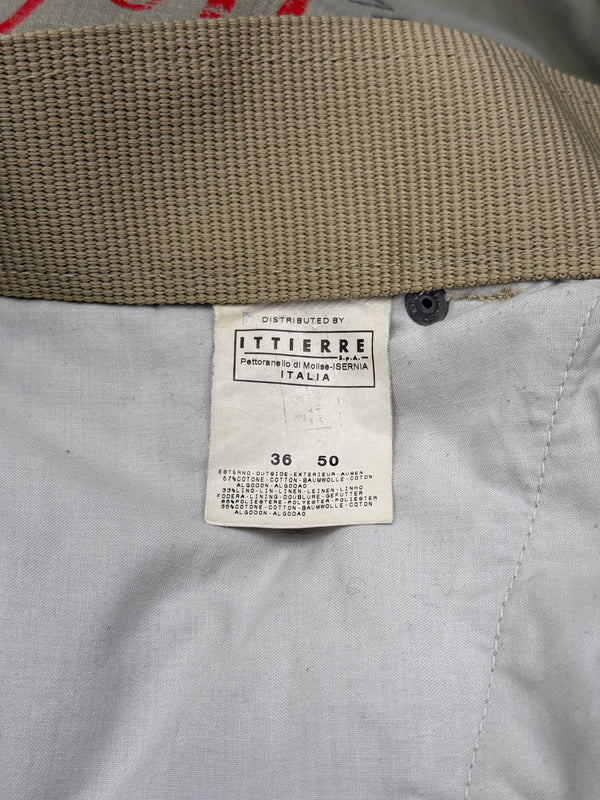 DISTRIBUTED BY:
ITTIERRE
S.p.A.
Pettoranello di Molise-ISERNIA
ITALIA
36 50
ESTERNO-OUTSIDE-EXTERIEUR-AUGEN
67%COTONE-COTTON-BAUMWOLLE-COTON
ALGODON-ALGODAO
33%LINO-LIN-LINEN-LEINEN-LINHO
FODERA-LINING-DOUBLURE-GEFUTTER
65%POLIESTERE-POLYESTER-POLIESTER
35%COTONE-COTTON-BAUMWOLLE-COTON
ALGODON-ALGODAO